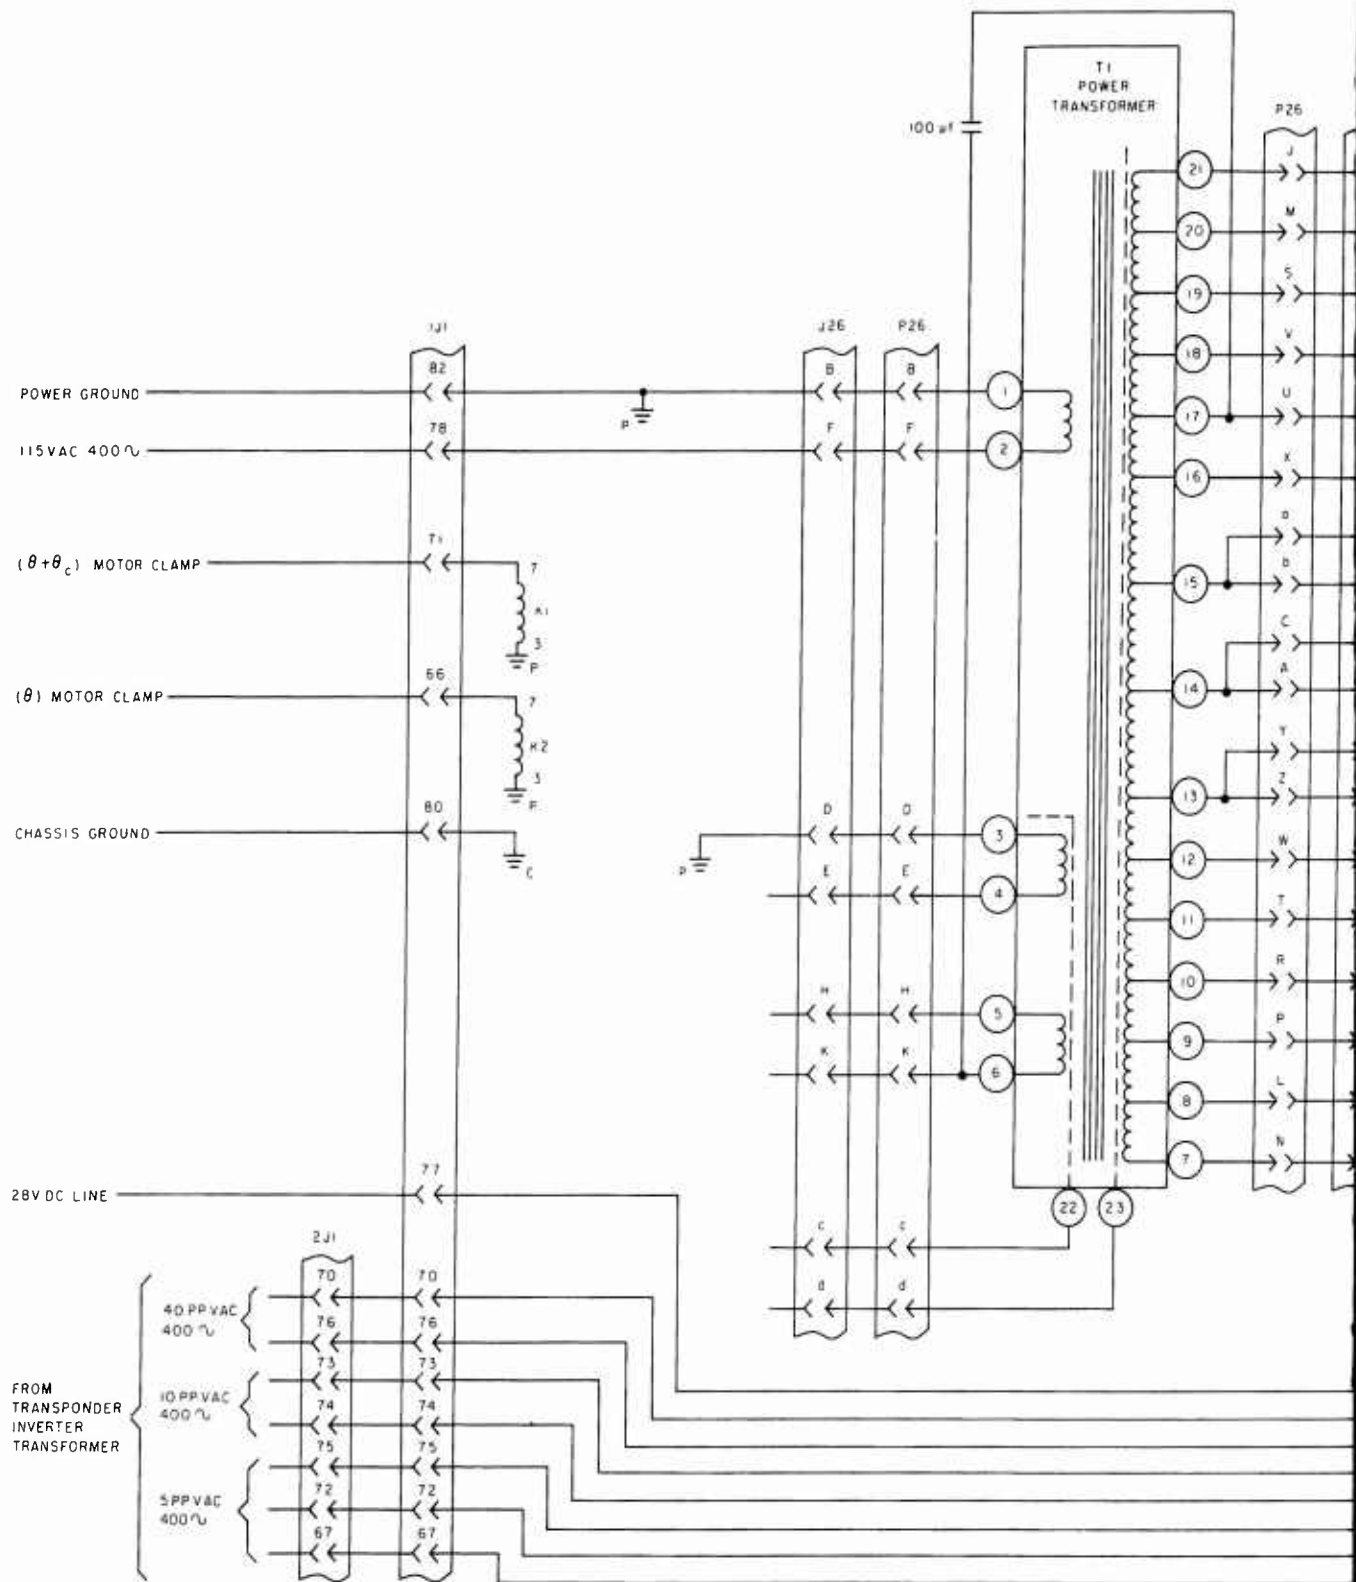 T1
POWER
TRANSFORMER
P26
100 µf
J
21
M
20
S
19
V
18
U
17
X
16
a
b
15
C
A
14
Y
Z
13
W
12
T
11
R
10
P
9
L
8
N
7
1J1
J26
P26
POWER GROUND
82
P
B
B
1
115VAC 400∿
78
F
F
2
(θ+θc) MOTOR CLAMP
71
7
K1
3
P
(θ) MOTOR CLAMP
66
7
K2
3
P
CHASSIS GROUND
80
C
P
D
D
3
E
E
4
H
H
5
K
K
6
28V DC LINE
77
22
23
c
c
d
d
2J1
FROM
TRANSPONDER
INVERTER
TRANSFORMER
40 PP VAC
400∿
70
70
76
76
10 PP VAC
400∿
73
73
74
74
5 PP VAC
400∿
75
75
72
72
67
67